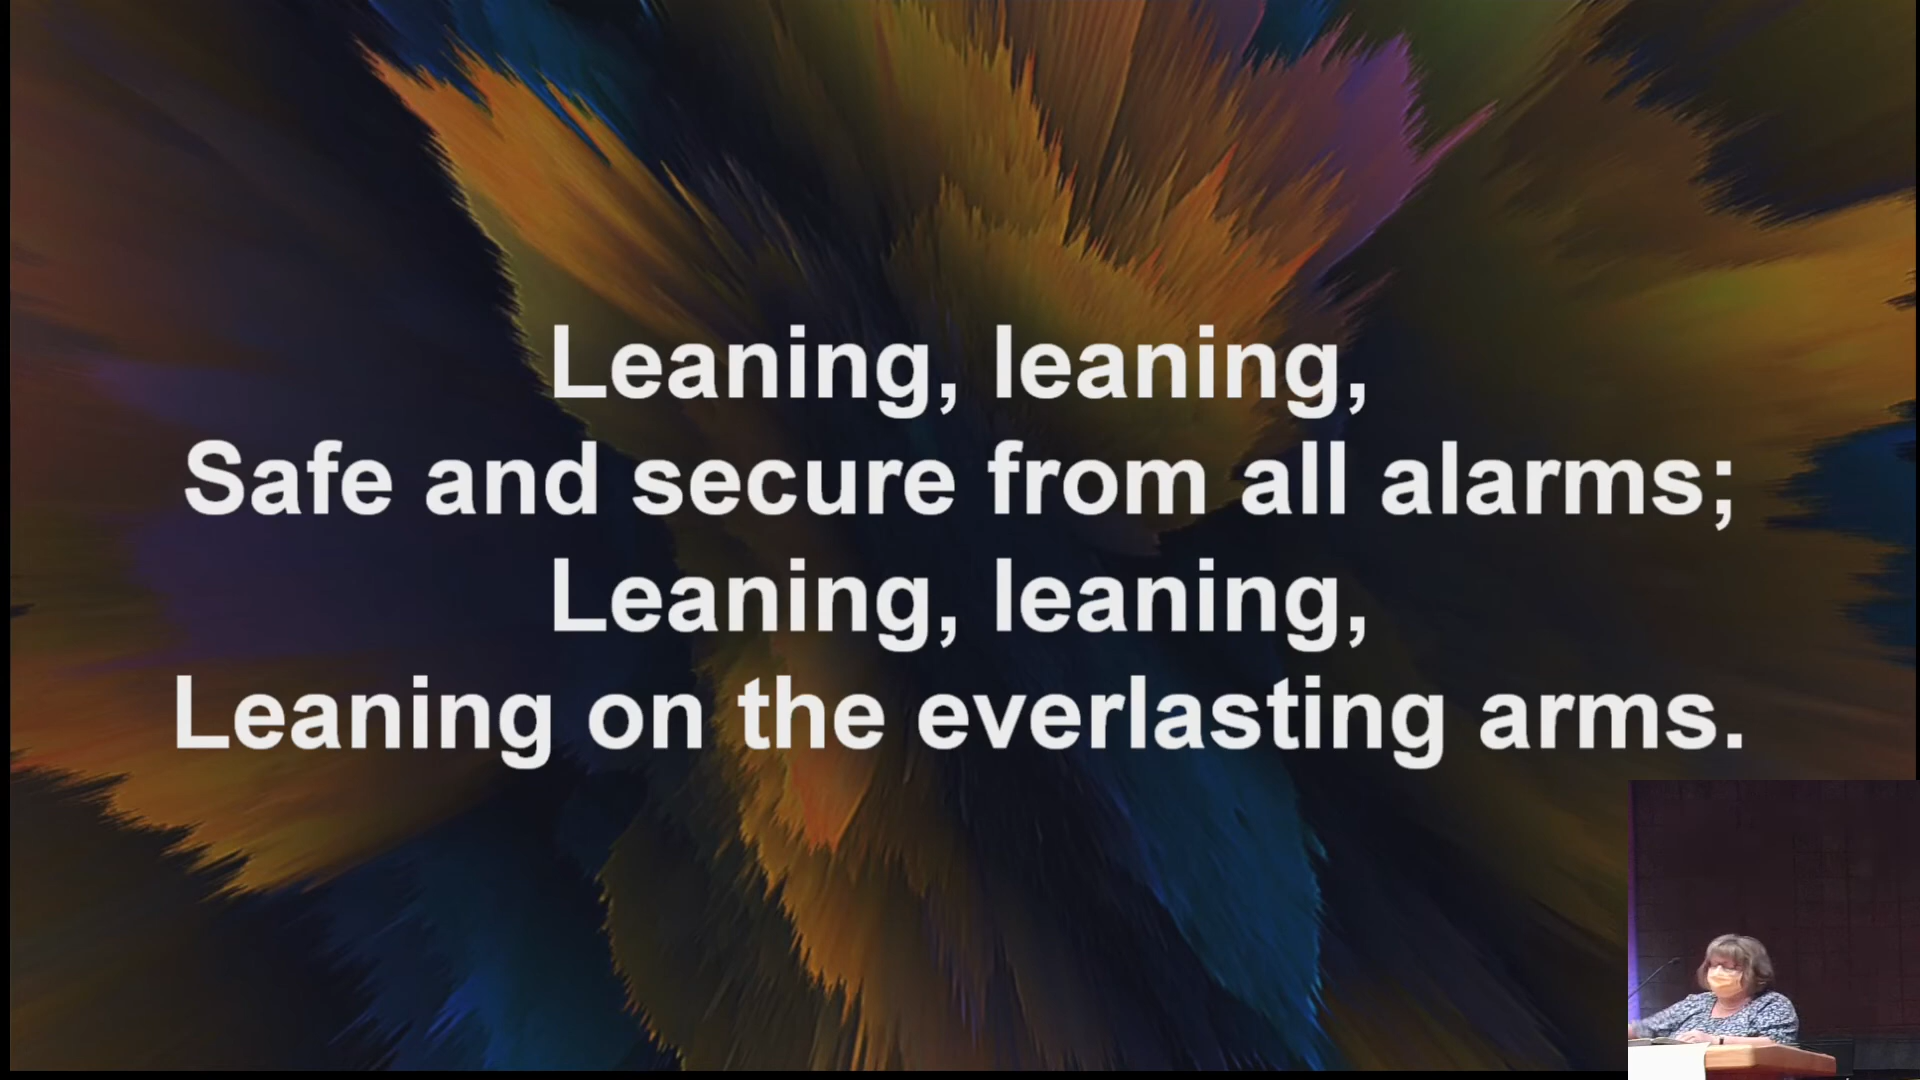 Leaning, leaning,
Safe and secure from all alarms;
Leaning, leaning,
Leaning on the everlasting arms.